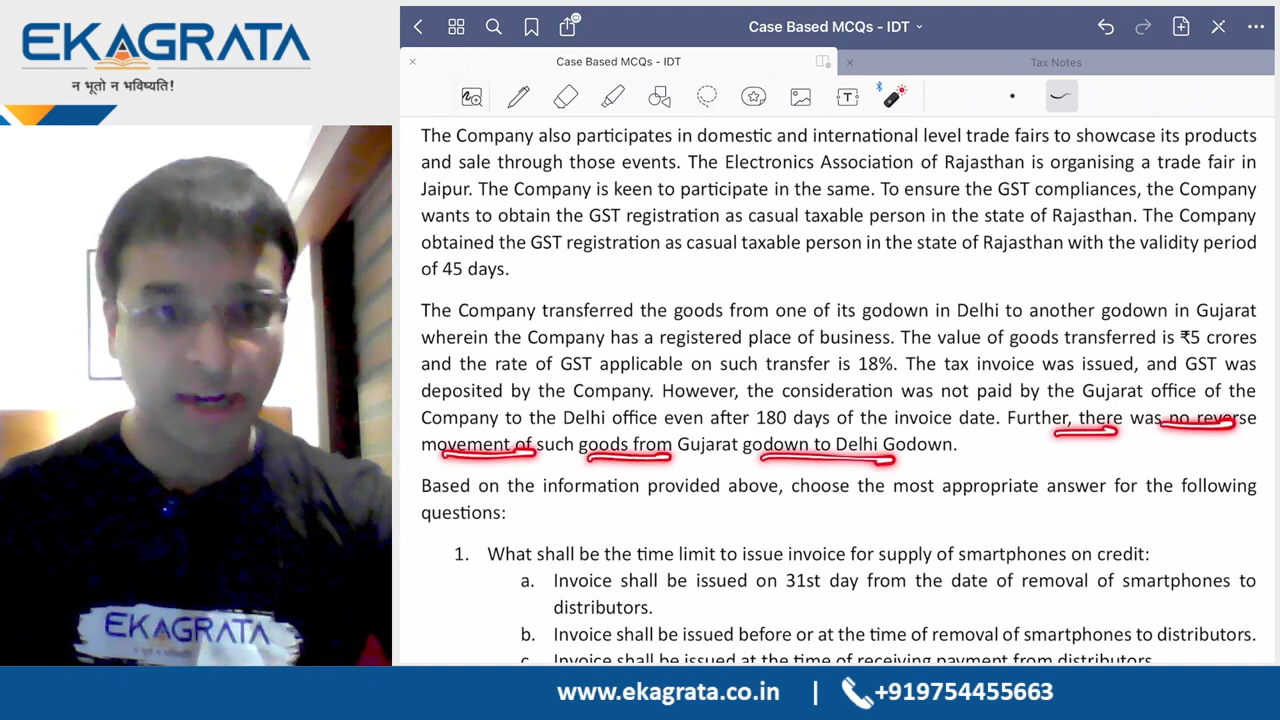 EKAGRATA
न भूतो न भविष्यति!
Case Based MCQs - IDT
Case Based MCQs - IDT
Tax Notes
The Company also participates in domestic and international level trade fairs to showcase its products
and sale through those events. The Electronics Association of Rajasthan is organising a trade fair in
Jaipur. The Company is keen to participate in the same. To ensure the GST compliances, the Company
wants to obtain the GST registration as casual taxable person in the state of Rajasthan. The Company
obtained the GST registration as casual taxable person in the state of Rajasthan with the validity period
of 45 days.
The Company transferred the goods from one of its godown in Delhi to another godown in Gujarat
wherein the Company has a registered place of business. The value of goods transferred is ₹5 crores
and the rate of GST applicable on such transfer is 18%. The tax invoice was issued, and GST was
deposited by the Company. However, the consideration was not paid by the Gujarat office of the
Company to the Delhi office even after 180 days of the invoice date. Further, there was no reverse
movement of such goods from Gujarat godown to Delhi Godown.
Based on the information provided above, choose the most appropriate answer for the following
questions:
1. What shall be the time limit to issue invoice for supply of smartphones on credit:
a. Invoice shall be issued on 31st day from the date of removal of smartphones to
distributors.
b. Invoice shall be issued before or at the time of removal of smartphones to distributors.
c. Invoice shall be issued at the time of receiving payment from distributors
EKAGRATA
www.ekagrata.co.in | +919754455663